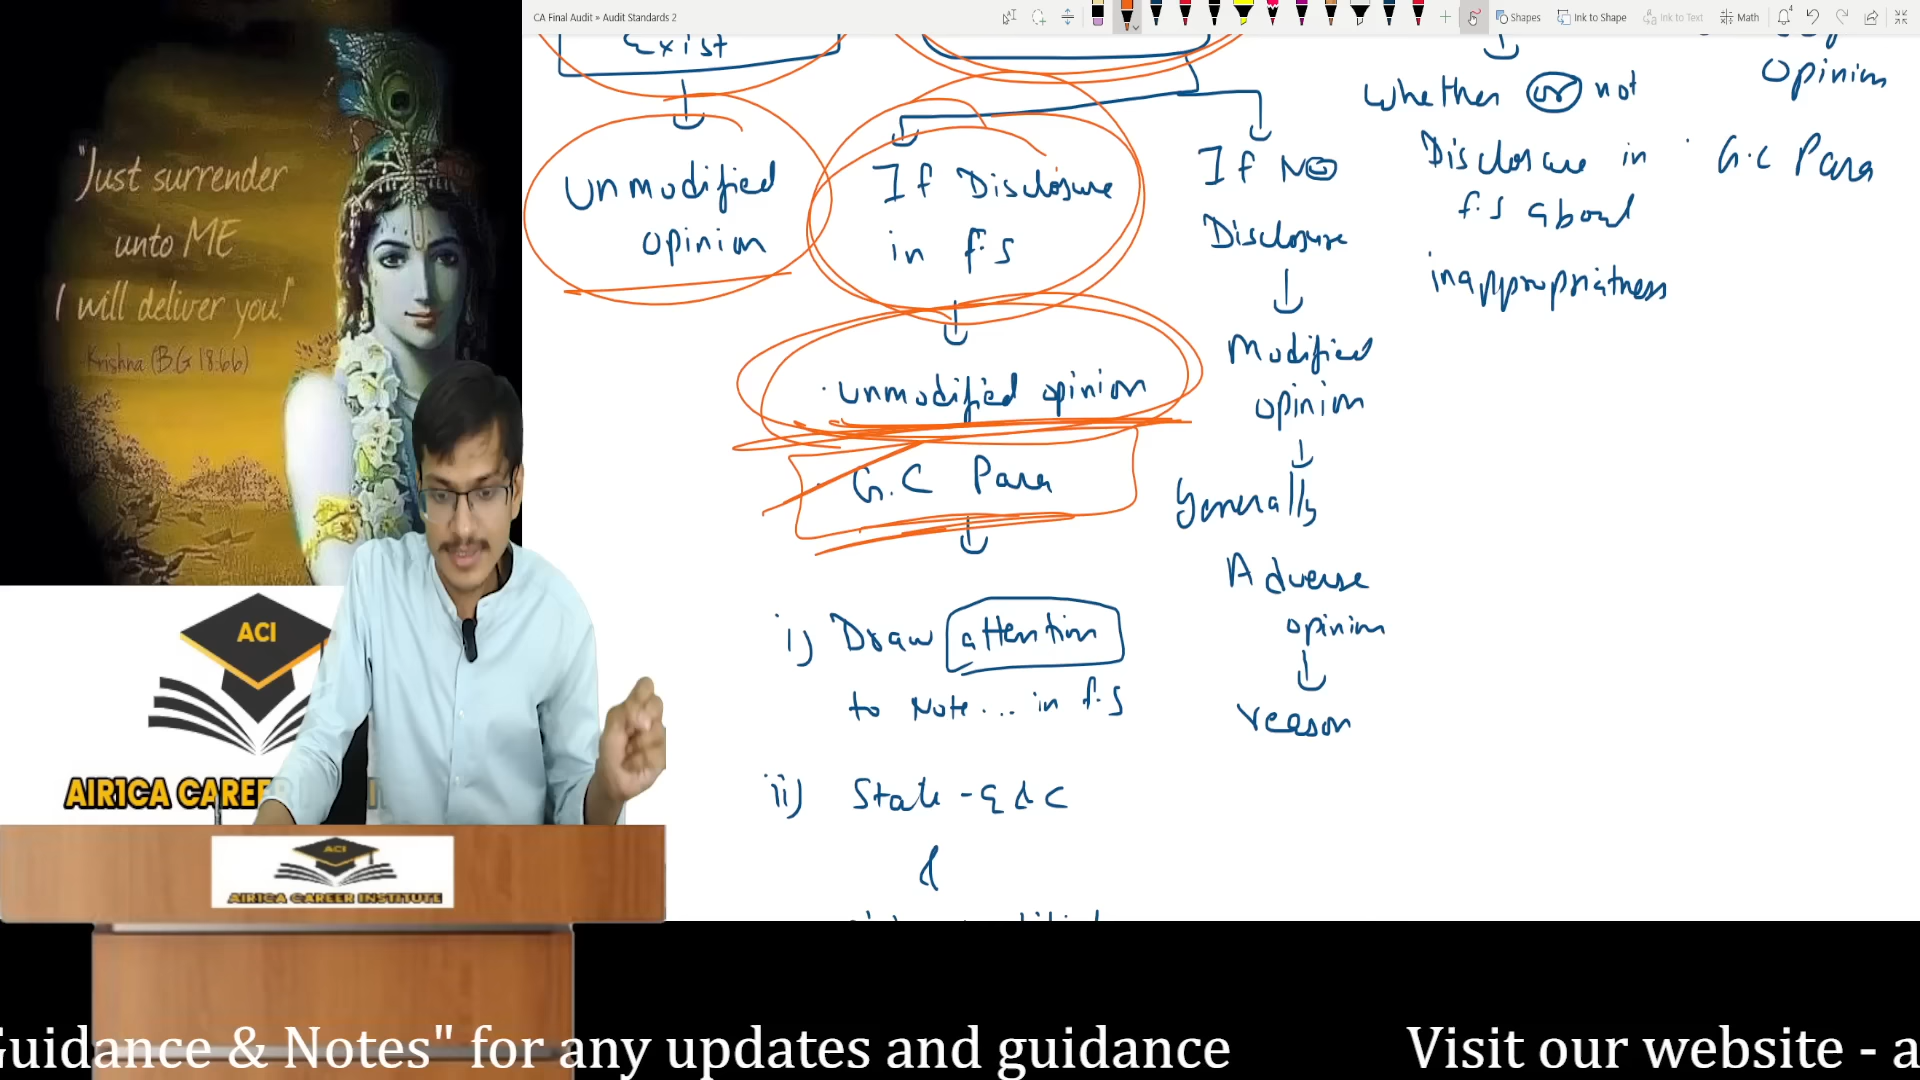 CA Final Audit » Audit Standards 2
Shapes
Ink to Shape
Ink to Text
Math
"Just surrender
unto ME
I will deliver you!"
Krishna (B.G 18:66)
ACI
AIR1CA CAREER
ACI
AIR1CA CAREER INSTITUTE
Exist
Unmodified
opinion
If Disclosure
in f.S
unmodified opinion
G.C Para
i) Draw attention
to Note... in f.S
ii) State -
&
If NO
Disclosure
Modified
opinion
Generally
Adverse
opinion
reason
Whether or not
Disclosure in
f.S about
inappropriatness
Opinion
G.C Para
Guidance & Notes" for any updates and guidance
Visit our website - a